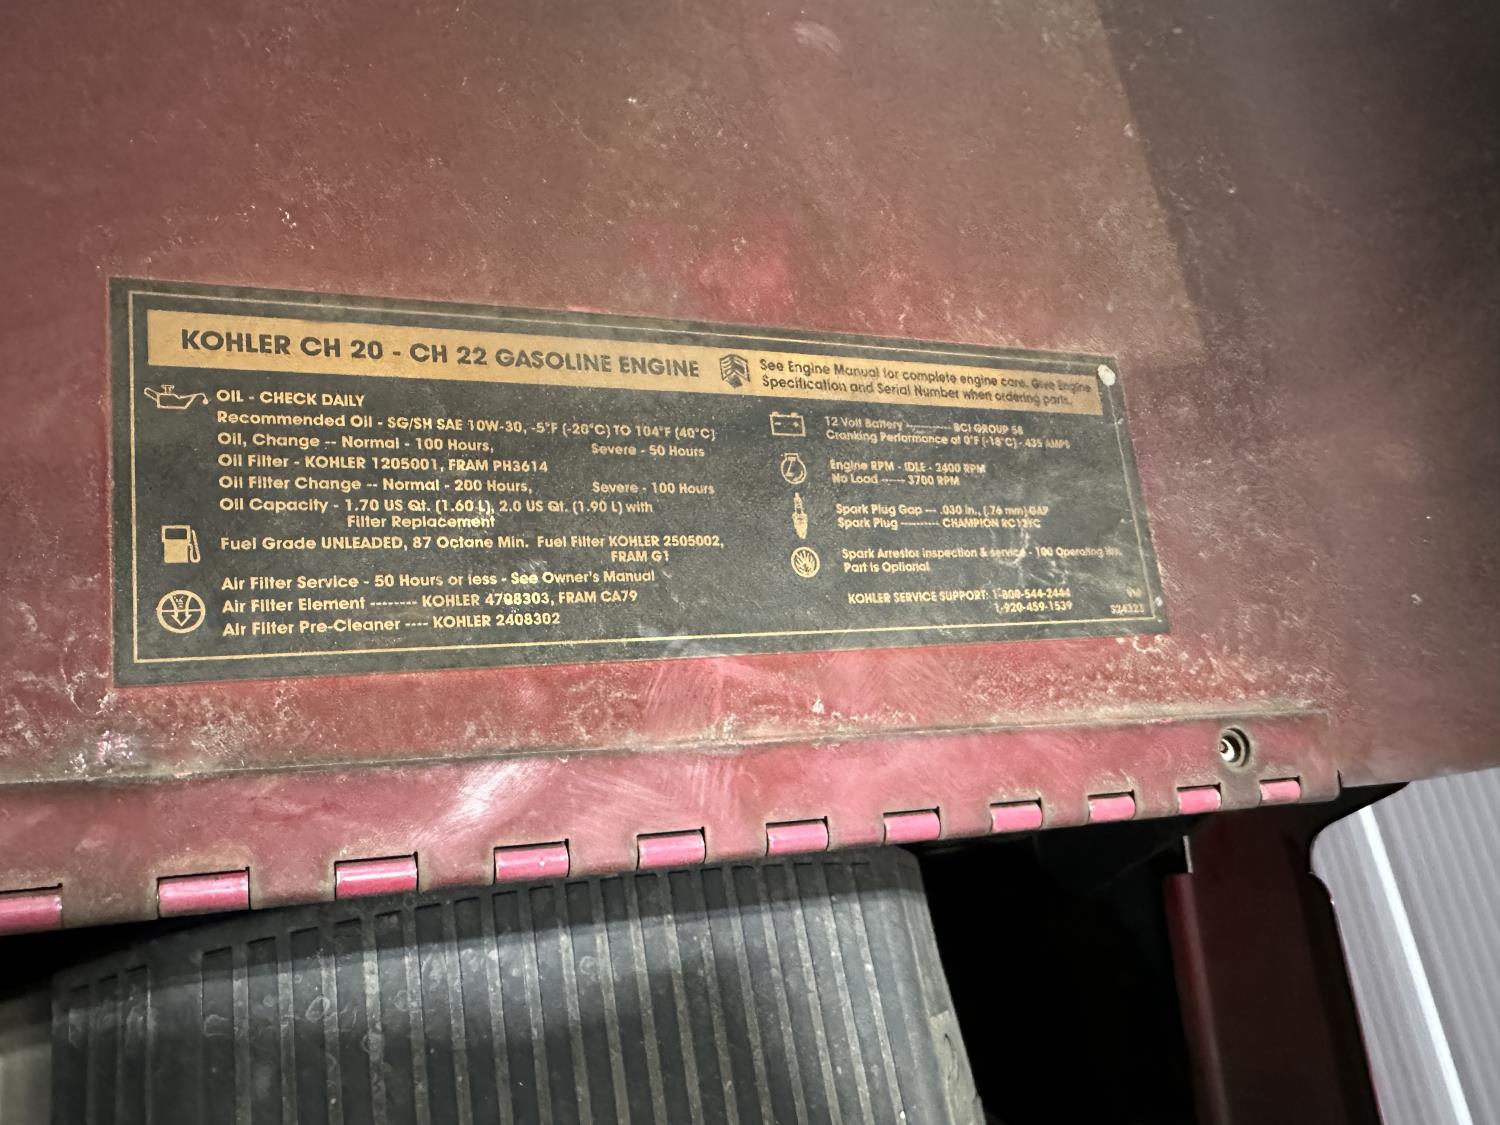 KOHLER CH 20 - CH 22 GASOLINE ENGINE
See Engine Manual for complete engine care. Give Engine
Specification and Serial Number when ordering parts.
OIL - CHECK DAILY
Recommended Oil - SG/SH SAE 10W-30, -5°F (-20°C) TO 104°F (40°C)
Oil, Change -- Normal - 100 Hours, Severe - 50 Hours
Oil Filter - KOHLER 1205001, FRAM PH3614
Oil Filter Change -- Normal - 200 Hours, Severe - 100 Hours
Oil Capacity - 1.70 US Qt. (1.60 L), 2.0 US Qt. (1.90 L) with
Filter Replacement
Fuel Grade UNLEADED, 87 Octane Min. Fuel Filter KOHLER 2505002,
FRAM G1
Air Filter Service - 50 Hours or less - See Owner's Manual
Air Filter Element -------- KOHLER 4708303, FRAM CA79
Air Filter Pre-Cleaner ---- KOHLER 2408302
12 Volt Battery ----------- BCI GROUP 58
Cranking Performance at 0°F (-18°C) - 435 AMPS
Engine RPM - IDLE - 2400 RPM
No Load ----- 3700 RPM
Spark Plug Gap --- .030 in., (.76 mm) GAP
Spark Plug --------- CHAMPION RC12YC
Spark Arrestor inspection & service - 100 Operating Hrs.
Part is Optional
KOHLER SERVICE SUPPORT: 1-800-544-2444
1-920-459-1539